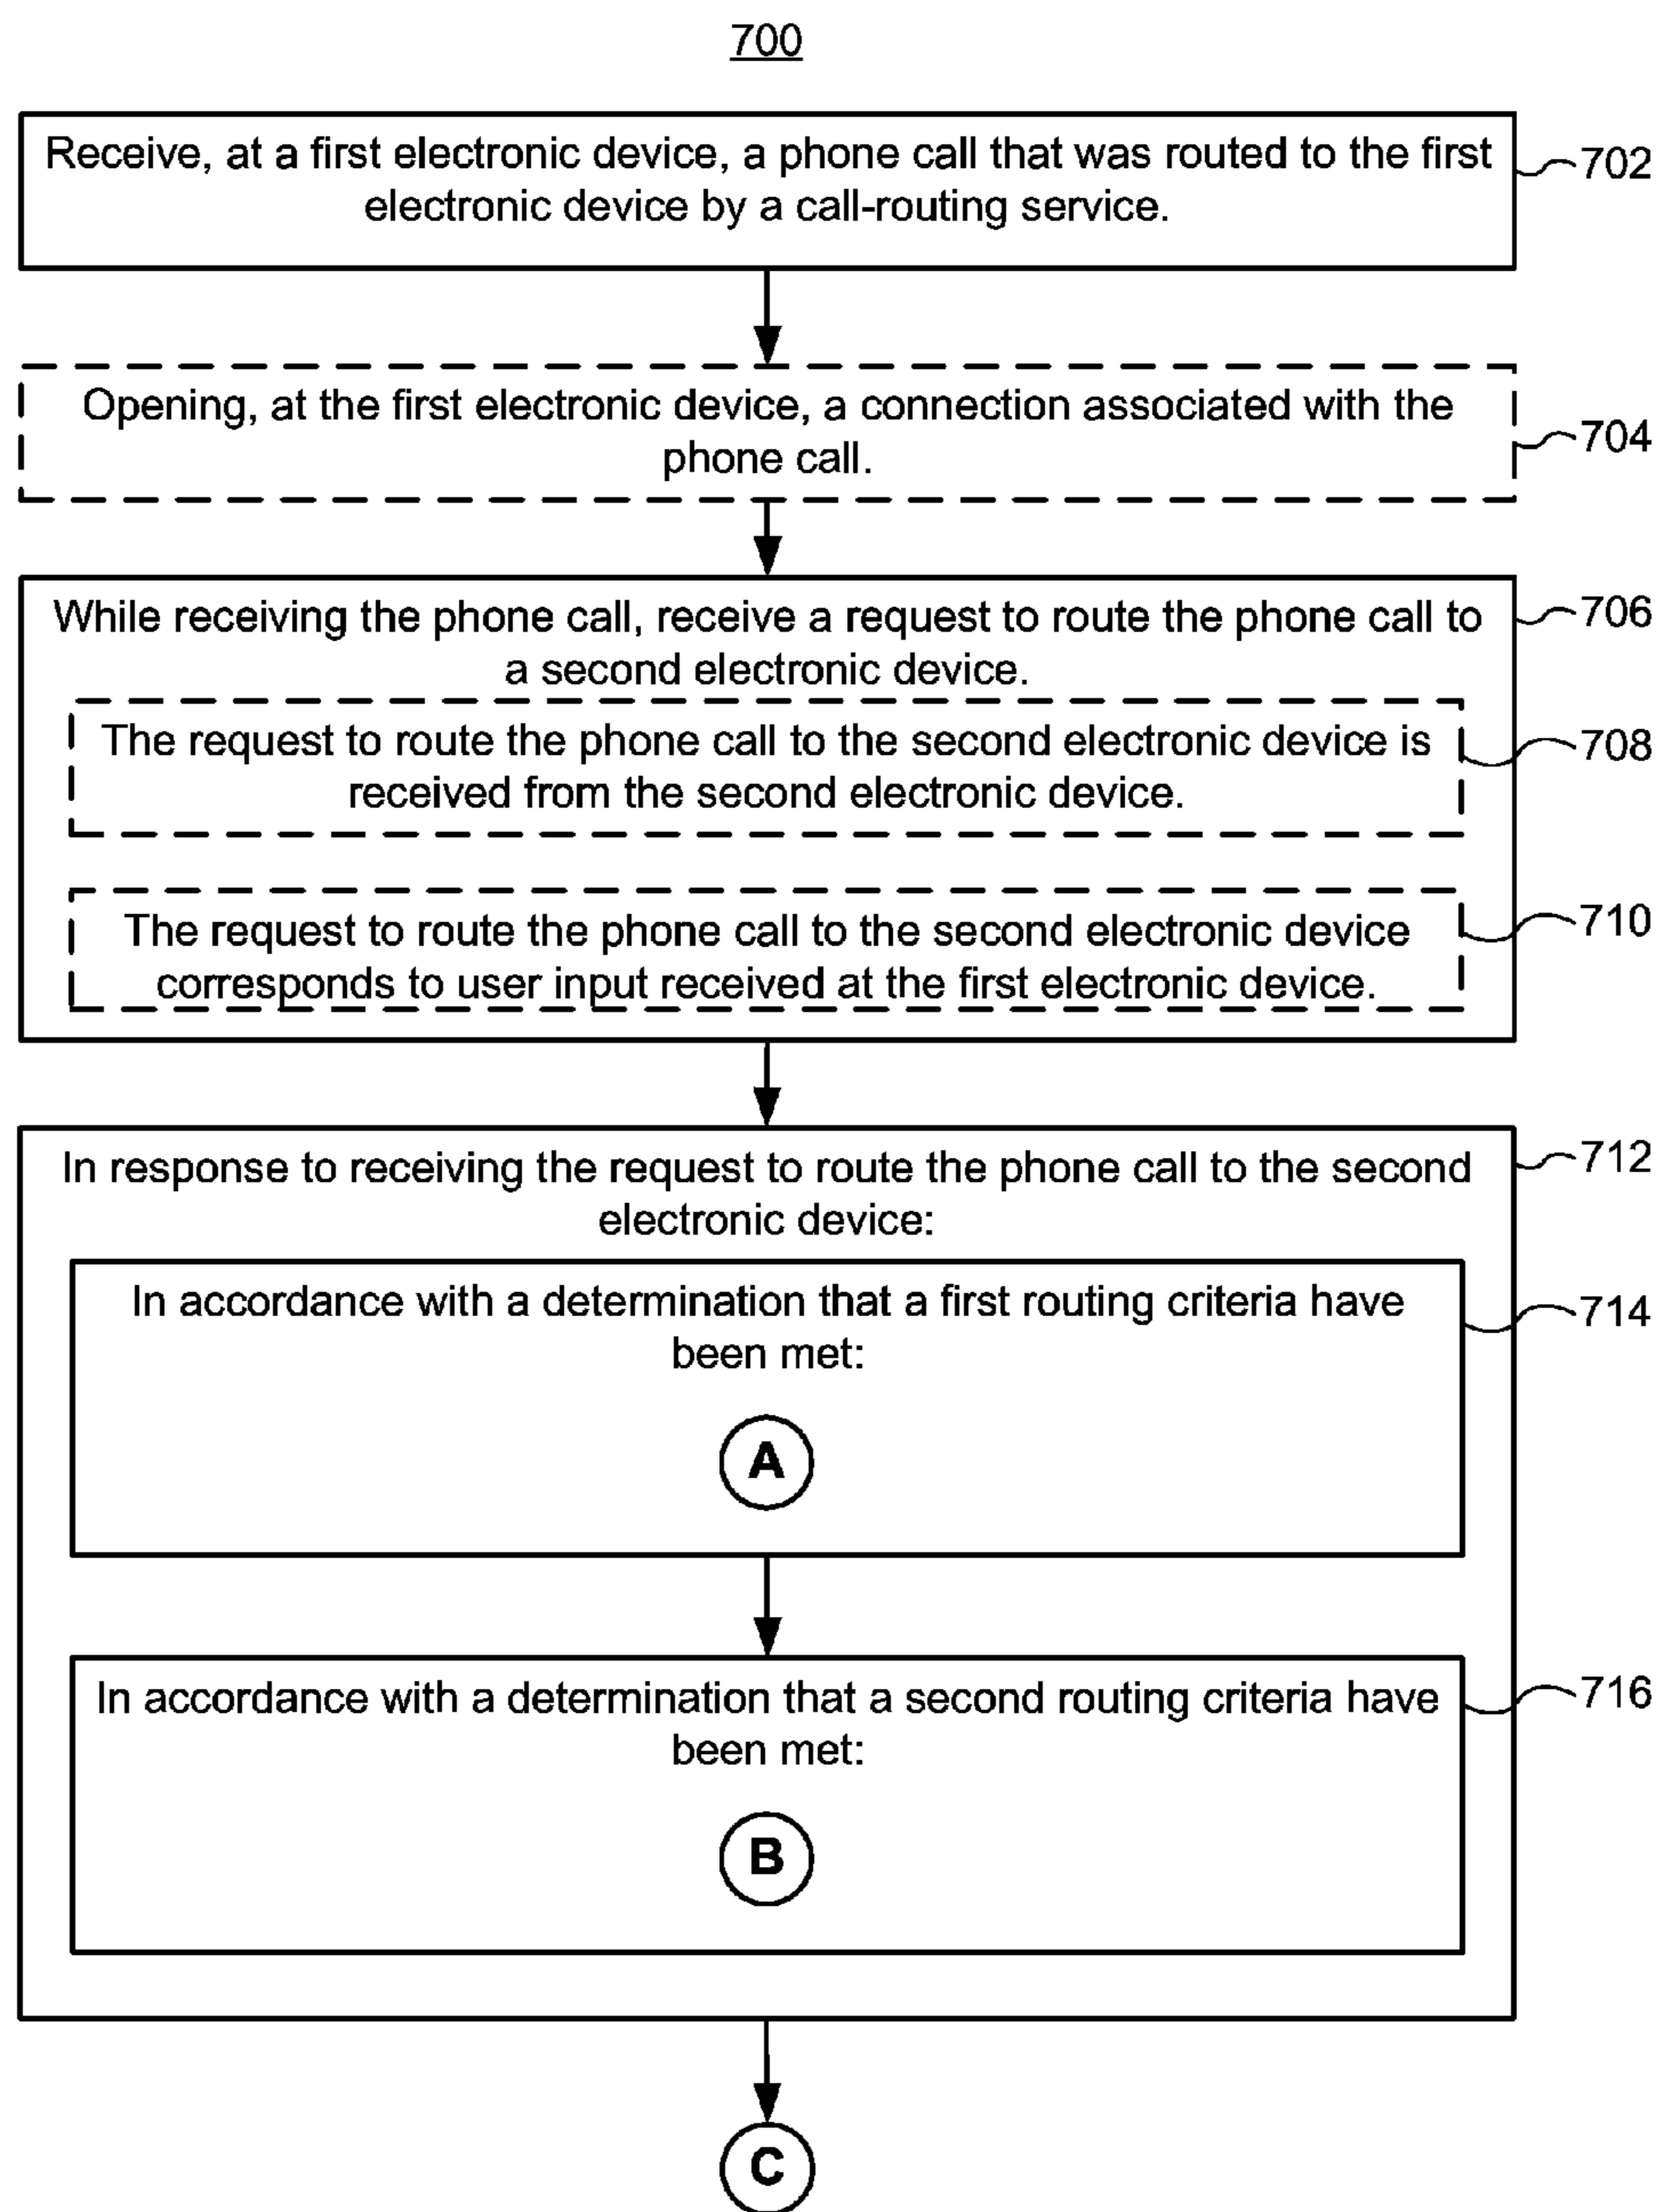 700
Receive, at a first electronic device, a phone call that was routed to the first
electronic device by a call-routing service.
702
Opening, at the first electronic device, a connection associated with the
phone call.
704
While receiving the phone call, receive a request to route the phone call to
a second electronic device.
706
The request to route the phone call to the second electronic device is
received from the second electronic device.
708
The request to route the phone call to the second electronic device
corresponds to user input received at the first electronic device.
710
In response to receiving the request to route the phone call to the second
electronic device:
712
In accordance with a determination that a first routing criteria have
been met:
714
A
In accordance with a determination that a second routing criteria have
been met:
716
B
C